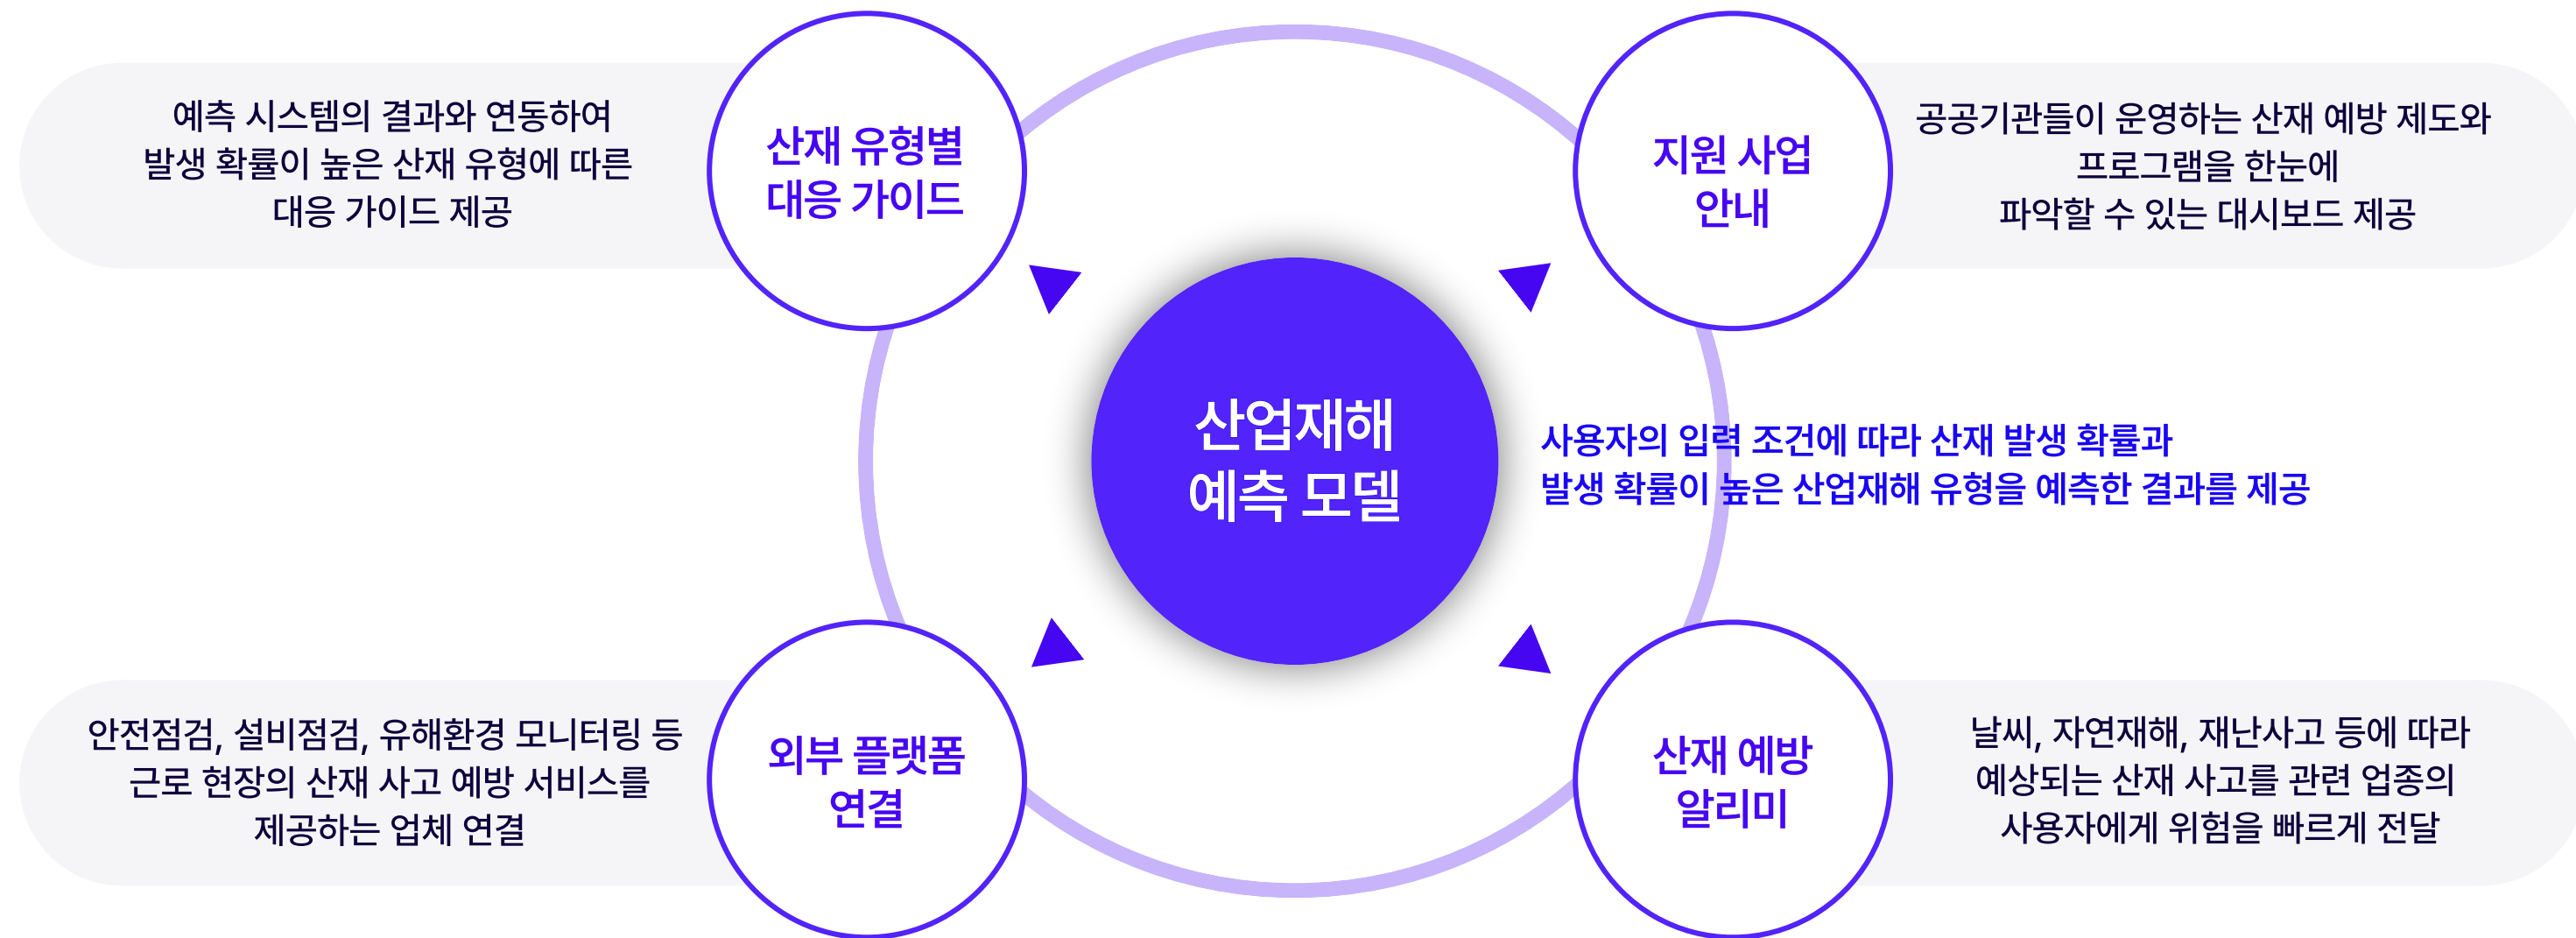 예측 시스템의 결과와 연동하여
발생 확률이 높은 산재 유형에 따른
대응 가이드 제공
산재 유형별
대응 가이드
지원 사업
안내
공공기관들이 운영하는 산재 예방 제도와
프로그램을 한눈에
파악할 수 있는 대시보드 제공
산업재해
예측 모델
사용자의 입력 조건에 따라 산재 발생 확률과
발생 확률이 높은 산업재해 유형을 예측한 결과를 제공
안전점검, 설비점검, 유해환경 모니터링 등
근로 현장의 산재 사고 예방 서비스를
제공하는 업체 연결
외부 플랫폼
연결
산재 예방
알리미
날씨, 자연재해, 재난사고 등에 따라
예상되는 산재 사고를 관련 업종의
사용자에게 위험을 빠르게 전달